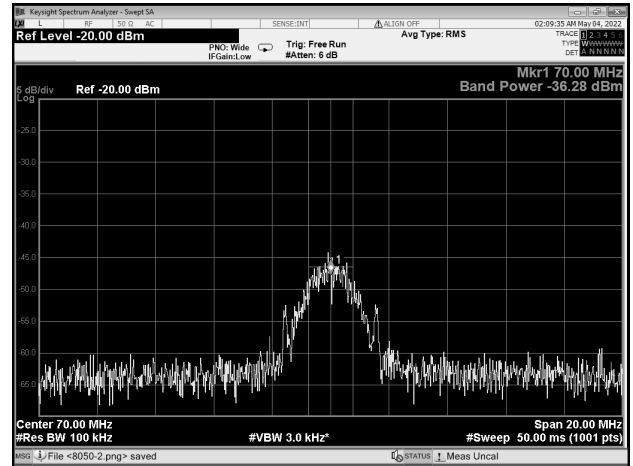 Keysight Spectrum Analyzer - Swept SA
LXI L RF 50 Ω AC SENSE:INT ALIGN OFF 02:09:35 AM May 04, 2022
Ref Level -20.00 dBm
Avg Type: RMS
TRACE 1 2 3 4 5 6
PNO: Wide
Trig: Free Run
TYPE WWWWWW
IFGain:Low
#Atten: 6 dB
DET A N N N N N
Mkr1 70.00 MHz
5 dB/div Ref -20.00 dBm Band Power -36.28 dBm
Log
-25.0
-30.0
-35.0
-40.0
-45.0
1
-50.0
-55.0
-60.0
-65.0
Center 70.00 MHz Span 20.00 MHz
#Res BW 100 kHz #VBW 3.0 kHz* #Sweep 50.00 ms (1001 pts)
MSG File <8050-2.png> saved STATUS Meas Uncal